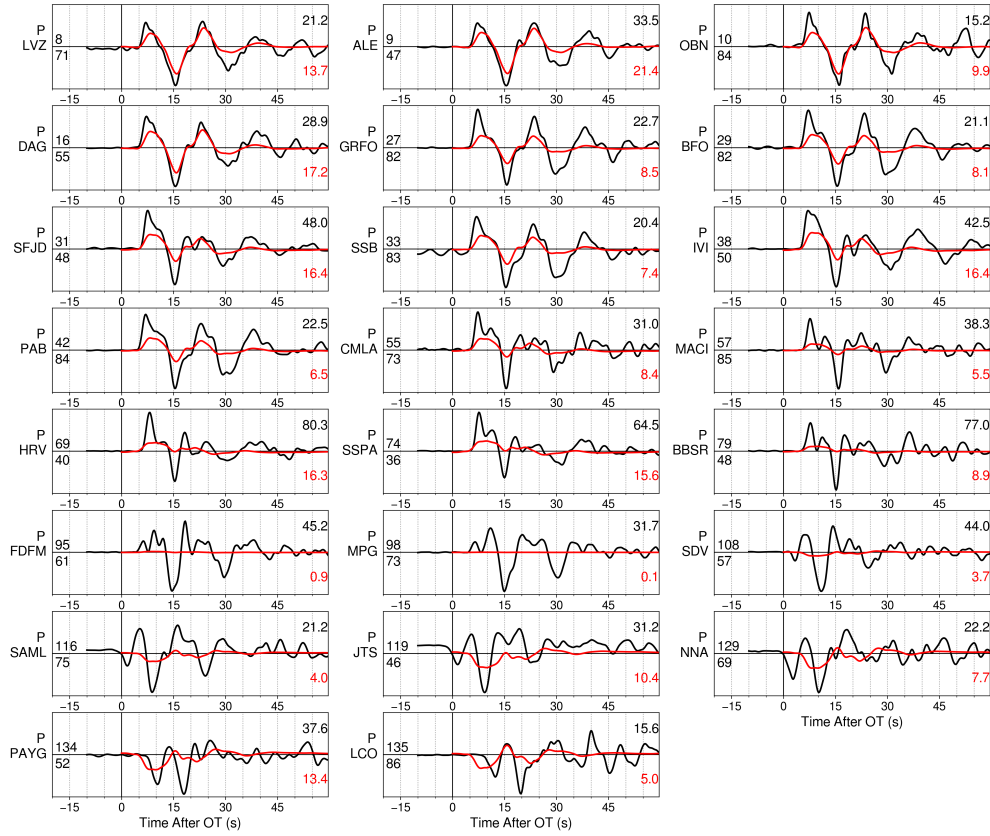 P 21.2
LVZ 8
71
13.7
−15 0 15 30 45
P 33.5
ALE 9
47
21.4
−15 0 15 30 45
P 15.2
OBN 10
84
9.9
−15 0 15 30 45
P 28.9
DAG 16
55
17.2
−15 0 15 30 45
P 22.7
GRFO 27
82
8.5
−15 0 15 30 45
P 21.1
BFO 29
82
8.1
−15 0 15 30 45
P 48.0
SFJD 31
48
16.4
−15 0 15 30 45
P 20.4
SSB 33
83
7.4
−15 0 15 30 45
P 42.5
IVI 38
50
16.4
−15 0 15 30 45
P 22.5
PAB 42
84
6.5
−15 0 15 30 45
P 31.0
CMLA 55
73
8.4
−15 0 15 30 45
P 38.3
MACI 57
85
5.5
−15 0 15 30 45
P 80.3
HRV 69
40
16.3
−15 0 15 30 45
P 64.5
SSPA 74
36
15.6
−15 0 15 30 45
P 77.0
BBSR 79
48
8.9
−15 0 15 30 45
P 45.2
FDFM 95
61
0.9
−15 0 15 30 45
P 31.7
MPG 98
73
0.1
−15 0 15 30 45
P 44.0
SDV 108
57
3.7
−15 0 15 30 45
P 21.2
SAML 116
75
4.0
−15 0 15 30 45
P 31.2
JTS 119
46
10.4
−15 0 15 30 45
P 22.2
NNA 129
69
7.7
−15 0 15 30 45
Time After OT (s)
P 37.6
PAYG 134
52
13.4
−15 0 15 30 45
Time After OT (s)
P 15.6
LCO 135
86
5.0
−15 0 15 30 45
Time After OT (s)